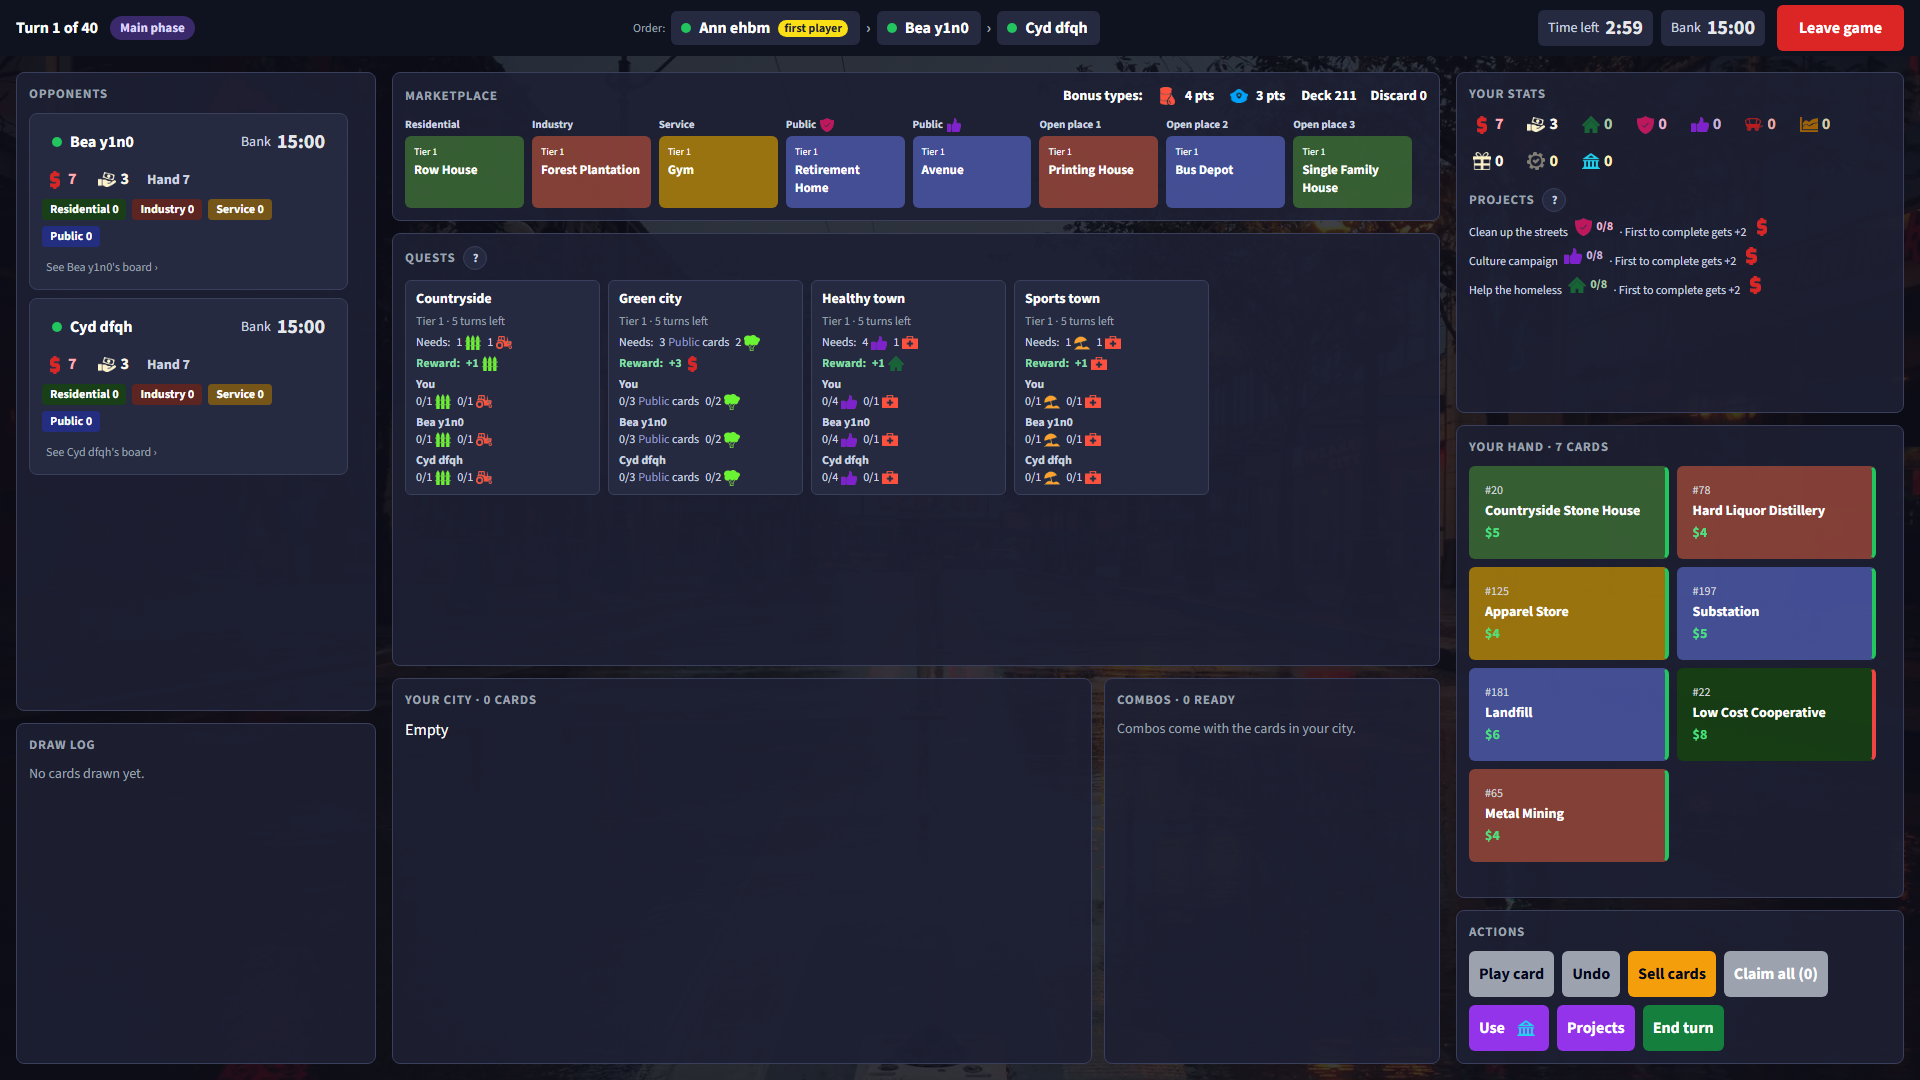 Turn 1 of 40 Main phase
Order: Ann ehbm first player › Bea y1n0 › Cyd dfqh
Time left 2:59 Bank 15:00 Leave game
OPPONENTS
Bea y1n0 Bank 15:00
7 3 Hand 7
Residential 0 Industry 0 Service 0
Public 0
See Bea y1n0's board ›
Cyd dfqh Bank 15:00
7 3 Hand 7
Residential 0 Industry 0 Service 0
Public 0
See Cyd dfqh's board ›
DRAW LOG
No cards drawn yet.
MARKETPLACE
Bonus types: 4 pts 3 pts Deck 211 Discard 0
Residential Industry Service Public Public Open place 1 Open place 2 Open place 3
Tier 1 Tier 1 Tier 1 Tier 1 Tier 1 Tier 1 Tier 1 Tier 1
Row House Forest Plantation Gym Retirement Home Avenue Printing House Bus Depot Single Family House
QUESTS ?
Countryside
Tier 1 · 5 turns left
Needs: 1 1
Reward: +1
You
0/1 0/1
Bea y1n0
0/1 0/1
Cyd dfqh
0/1 0/1
Green city
Tier 1 · 5 turns left
Needs: 3 Public cards 2
Reward: +3
You
0/3 Public cards 0/2
Bea y1n0
0/3 Public cards 0/2
Cyd dfqh
0/3 Public cards 0/2
Healthy town
Tier 1 · 5 turns left
Needs: 4 1
Reward: +1
You
0/4 0/1
Bea y1n0
0/4 0/1
Cyd dfqh
0/4 0/1
Sports town
Tier 1 · 5 turns left
Needs: 1 1
Reward: +1
You
0/1 0/1
Bea y1n0
0/1 0/1
Cyd dfqh
0/1 0/1
YOUR CITY · 0 CARDS
Empty
COMBOS · 0 READY
Combos come with the cards in your city.
YOUR STATS
7 3 0 0 0 0 0
0 0 0
PROJECTS ?
Clean up the streets 0/8 · First to complete gets +2
Culture campaign 0/8 · First to complete gets +2
Help the homeless 0/8 · First to complete gets +2
YOUR HAND · 7 CARDS
#20
Countryside Stone House
$5
#78
Hard Liquor Distillery
$4
#125
Apparel Store
$4
#197
Substation
$5
#181
Landfill
$6
#22
Low Cost Cooperative
$8
#65
Metal Mining
$4
ACTIONS
Play card Undo Sell cards Claim all (0)
Use Projects End turn